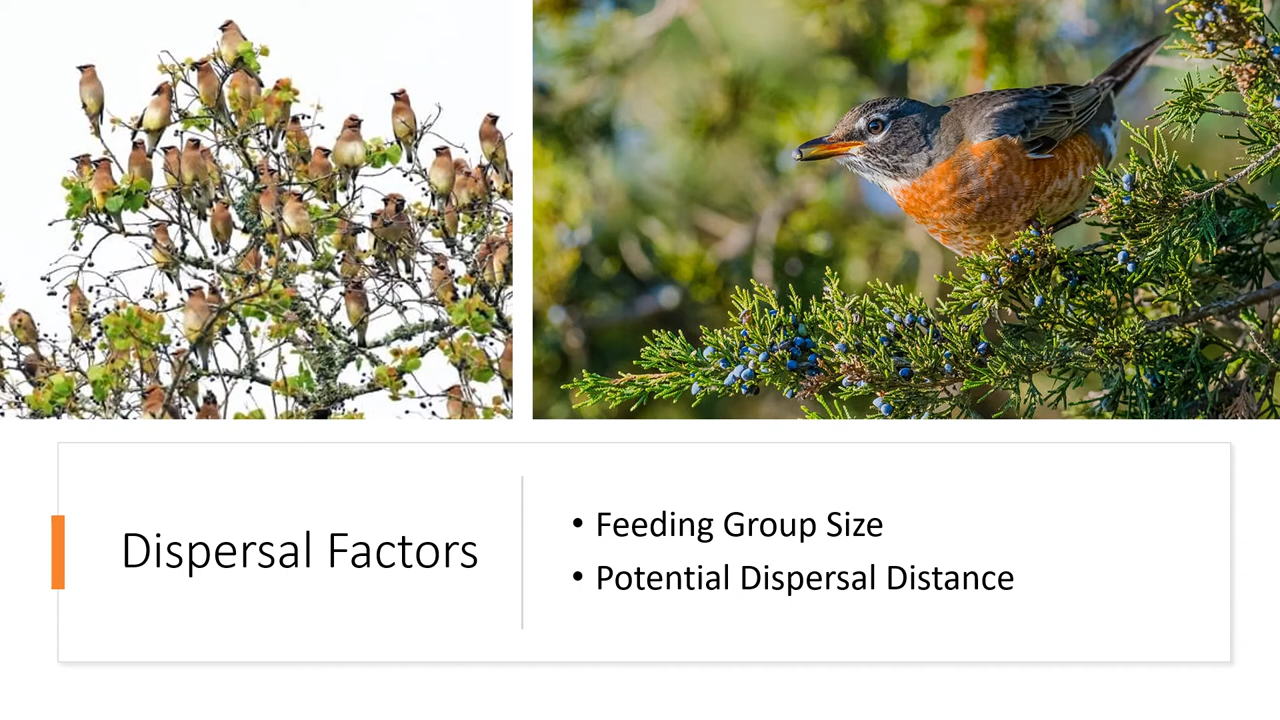 Dispersal Factors
• Feeding Group Size
• Potential Dispersal Distance